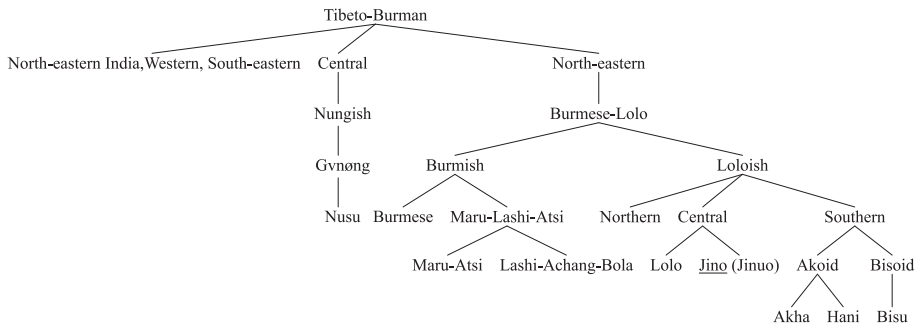 Tibeto-Burman
North-eastern India,Western, South-eastern Central North-eastern
Nungish Burmese-Lolo
Gvnøng Burmish Loloish
Nusu Burmese Maru-Lashi-Atsi Northern Central Southern
Maru-Atsi Lashi-Achang-Bola Lolo Jino (Jinuo) Akoid Bisoid
Akha Hani Bisu